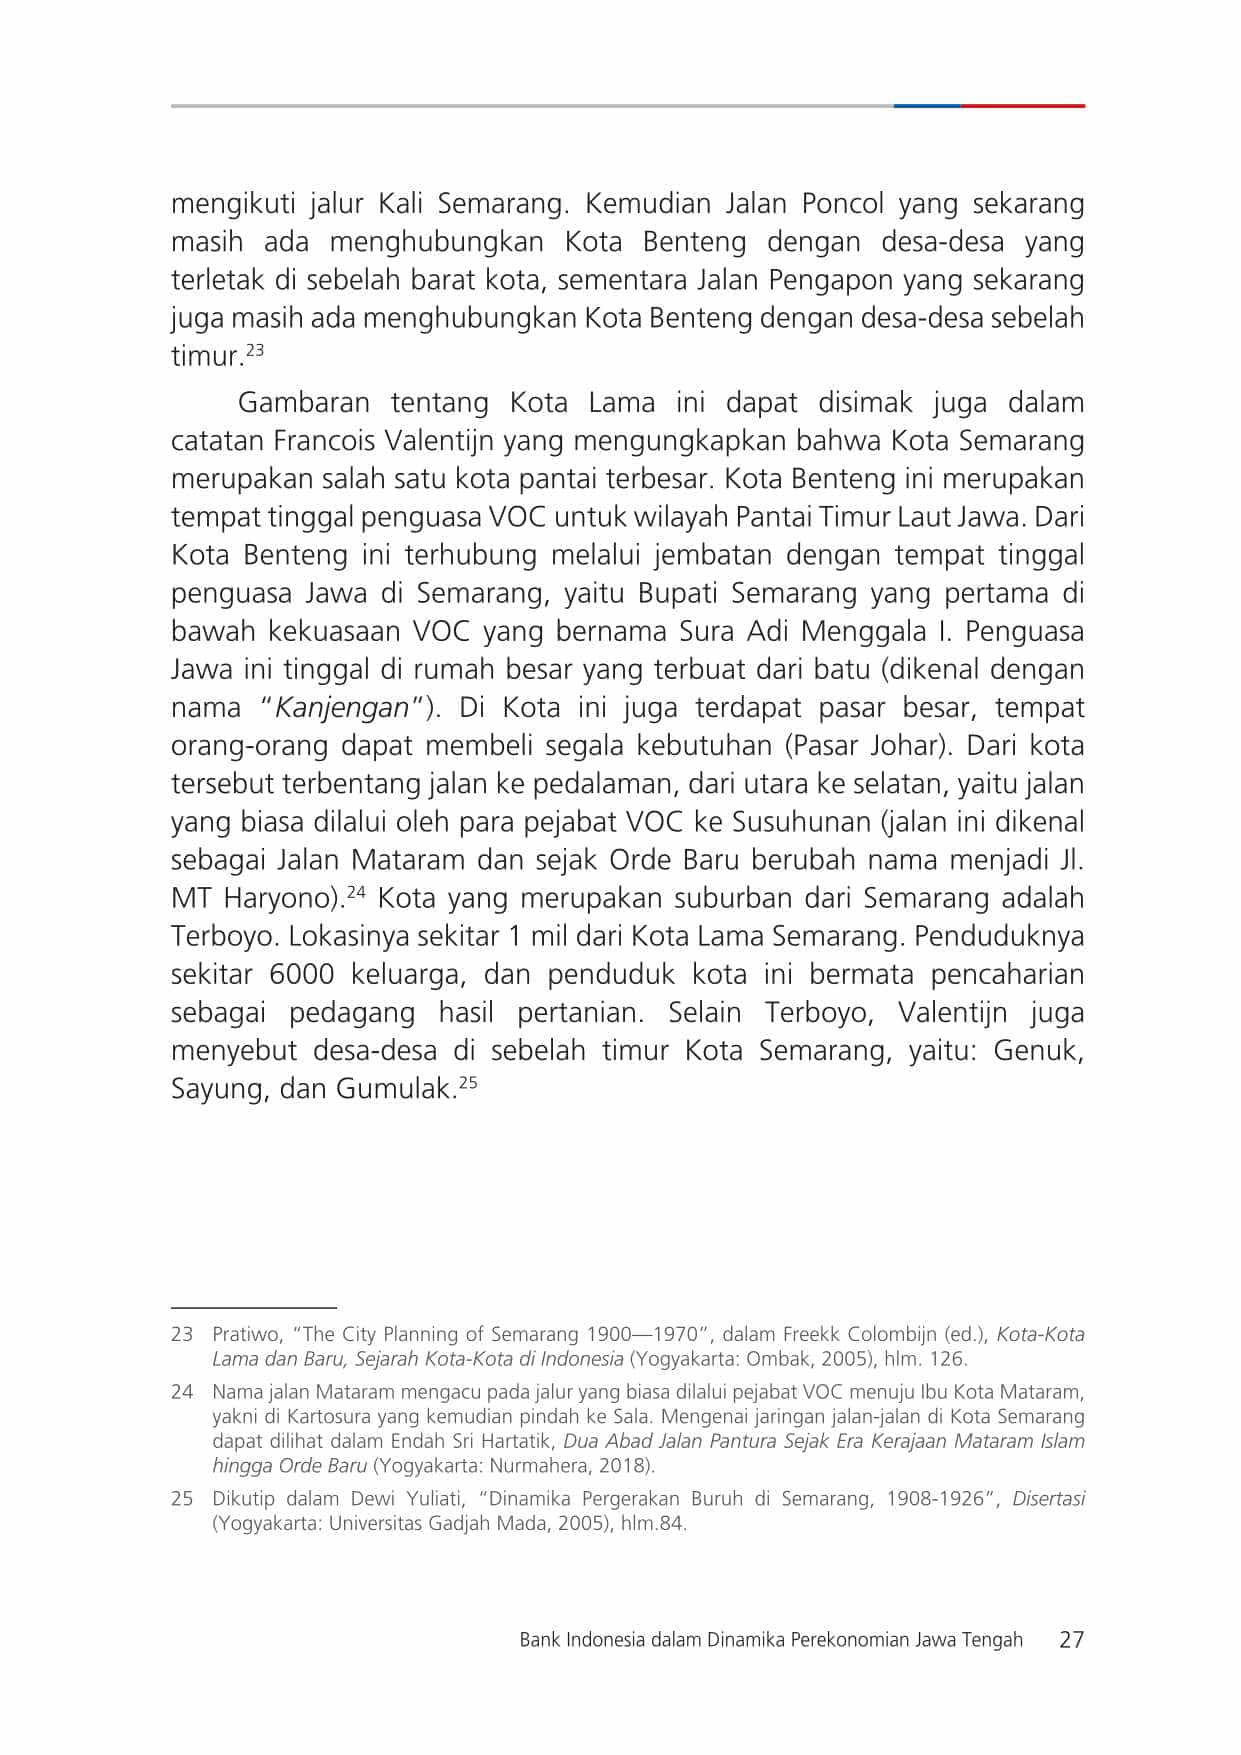 mengikuti jalur Kali Semarang. Kemudian Jalan Poncol yang sekarang
masih ada menghubungkan Kota Benteng dengan desa-desa yang
terletak di sebelah barat kota, sementara Jalan Pengapon yang sekarang
juga masih ada menghubungkan Kota Benteng dengan desa-desa sebelah
timur.23
Gambaran tentang Kota Lama ini dapat disimak juga dalam
catatan Francois Valentijn yang mengungkapkan bahwa Kota Semarang
merupakan salah satu kota pantai terbesar. Kota Benteng ini merupakan
tempat tinggal penguasa VOC untuk wilayah Pantai Timur Laut Jawa. Dari
Kota Benteng ini terhubung melalui jembatan dengan tempat tinggal
penguasa Jawa di Semarang, yaitu Bupati Semarang yang pertama di
bawah kekuasaan VOC yang bernama Sura Adi Menggala I. Penguasa
Jawa ini tinggal di rumah besar yang terbuat dari batu (dikenal dengan
nama “Kanjengan”). Di Kota ini juga terdapat pasar besar, tempat
orang-orang dapat membeli segala kebutuhan (Pasar Johar). Dari kota
tersebut terbentang jalan ke pedalaman, dari utara ke selatan, yaitu jalan
yang biasa dilalui oleh para pejabat VOC ke Susuhunan (jalan ini dikenal
sebagai Jalan Mataram dan sejak Orde Baru berubah nama menjadi Jl.
MT Haryono).24 Kota yang merupakan suburban dari Semarang adalah
Terboyo. Lokasinya sekitar 1 mil dari Kota Lama Semarang. Penduduknya
sekitar 6000 keluarga, dan penduduk kota ini bermata pencaharian
sebagai pedagang hasil pertanian. Selain Terboyo, Valentijn juga
menyebut desa-desa di sebelah timur Kota Semarang, yaitu: Genuk,
Sayung, dan Gumulak.25
23 Pratiwo, “The City Planning of Semarang 1900—1970”, dalam Freekk Colombijn (ed.), Kota-Kota
Lama dan Baru, Sejarah Kota-Kota di Indonesia (Yogyakarta: Ombak, 2005), hlm. 126.
24 Nama jalan Mataram mengacu pada jalur yang biasa dilalui pejabat VOC menuju Ibu Kota Mataram,
yakni di Kartosura yang kemudian pindah ke Sala. Mengenai jaringan jalan-jalan di Kota Semarang
dapat dilihat dalam Endah Sri Hartatik, Dua Abad Jalan Pantura Sejak Era Kerajaan Mataram Islam
hingga Orde Baru (Yogyakarta: Nurmahera, 2018).
25 Dikutip dalam Dewi Yuliati, “Dinamika Pergerakan Buruh di Semarang, 1908-1926”, Disertasi
(Yogyakarta: Universitas Gadjah Mada, 2005), hlm.84.
Bank Indonesia dalam Dinamika Perekonomian Jawa Tengah 27